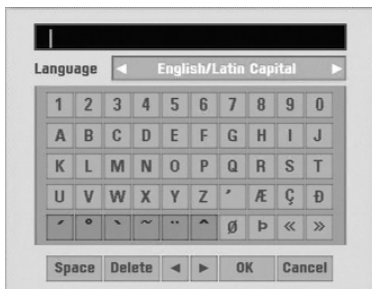 Language ◀ English/Latin Capital ▶
1 2 3 4 5 6 7 8 9 0
A B C D E F G H I J
K L M N O P Q R S T
U V W X Y Z ՛ Æ Ç Ð
´ ° ` ~ ¨ ^ Ø Þ « »
Space Delete ◀ ▶ OK Cancel